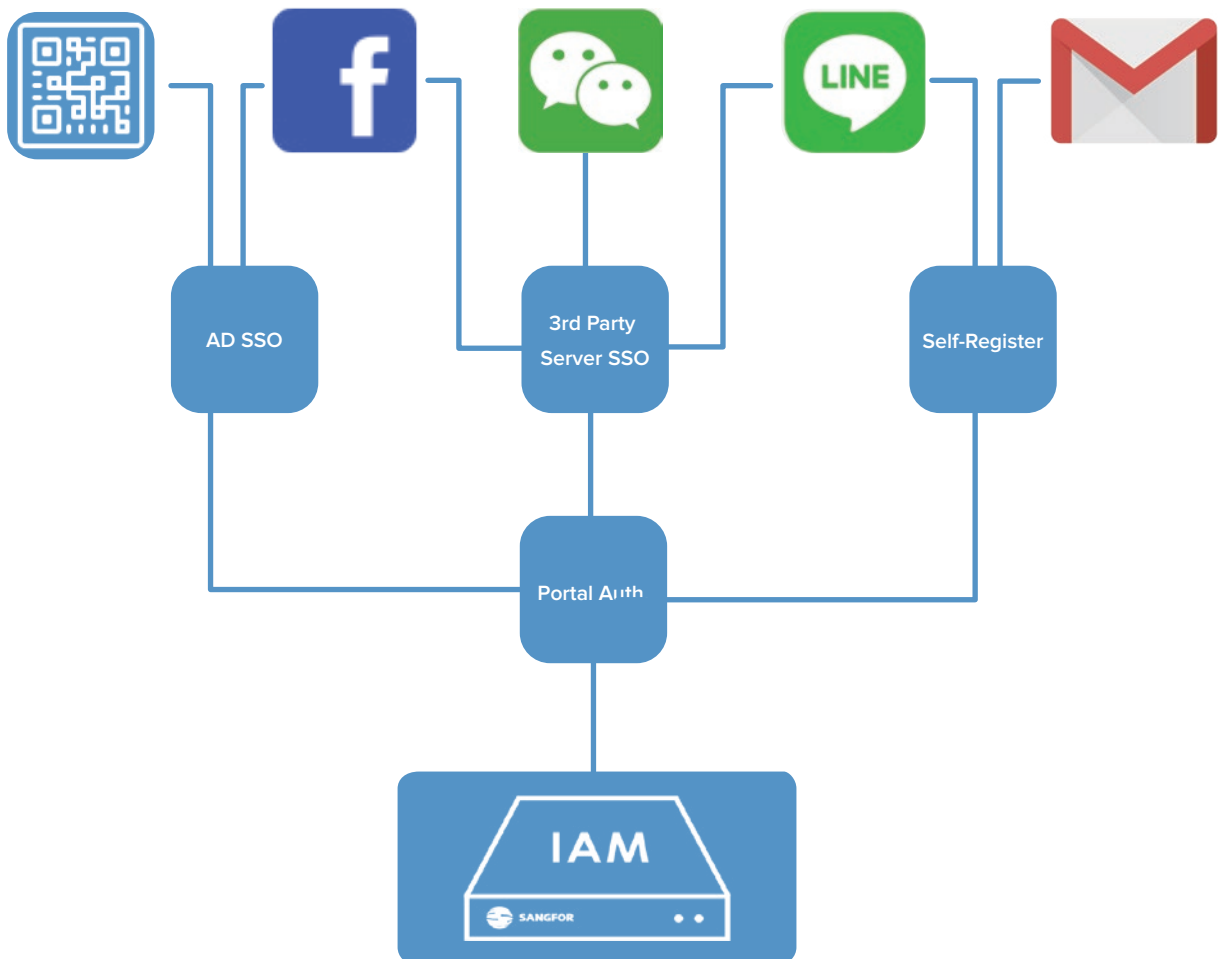 f
LINE
AD SSO
3rd Party
Server SSO
Self-Register
Portal Auth
IAM
SANGFOR